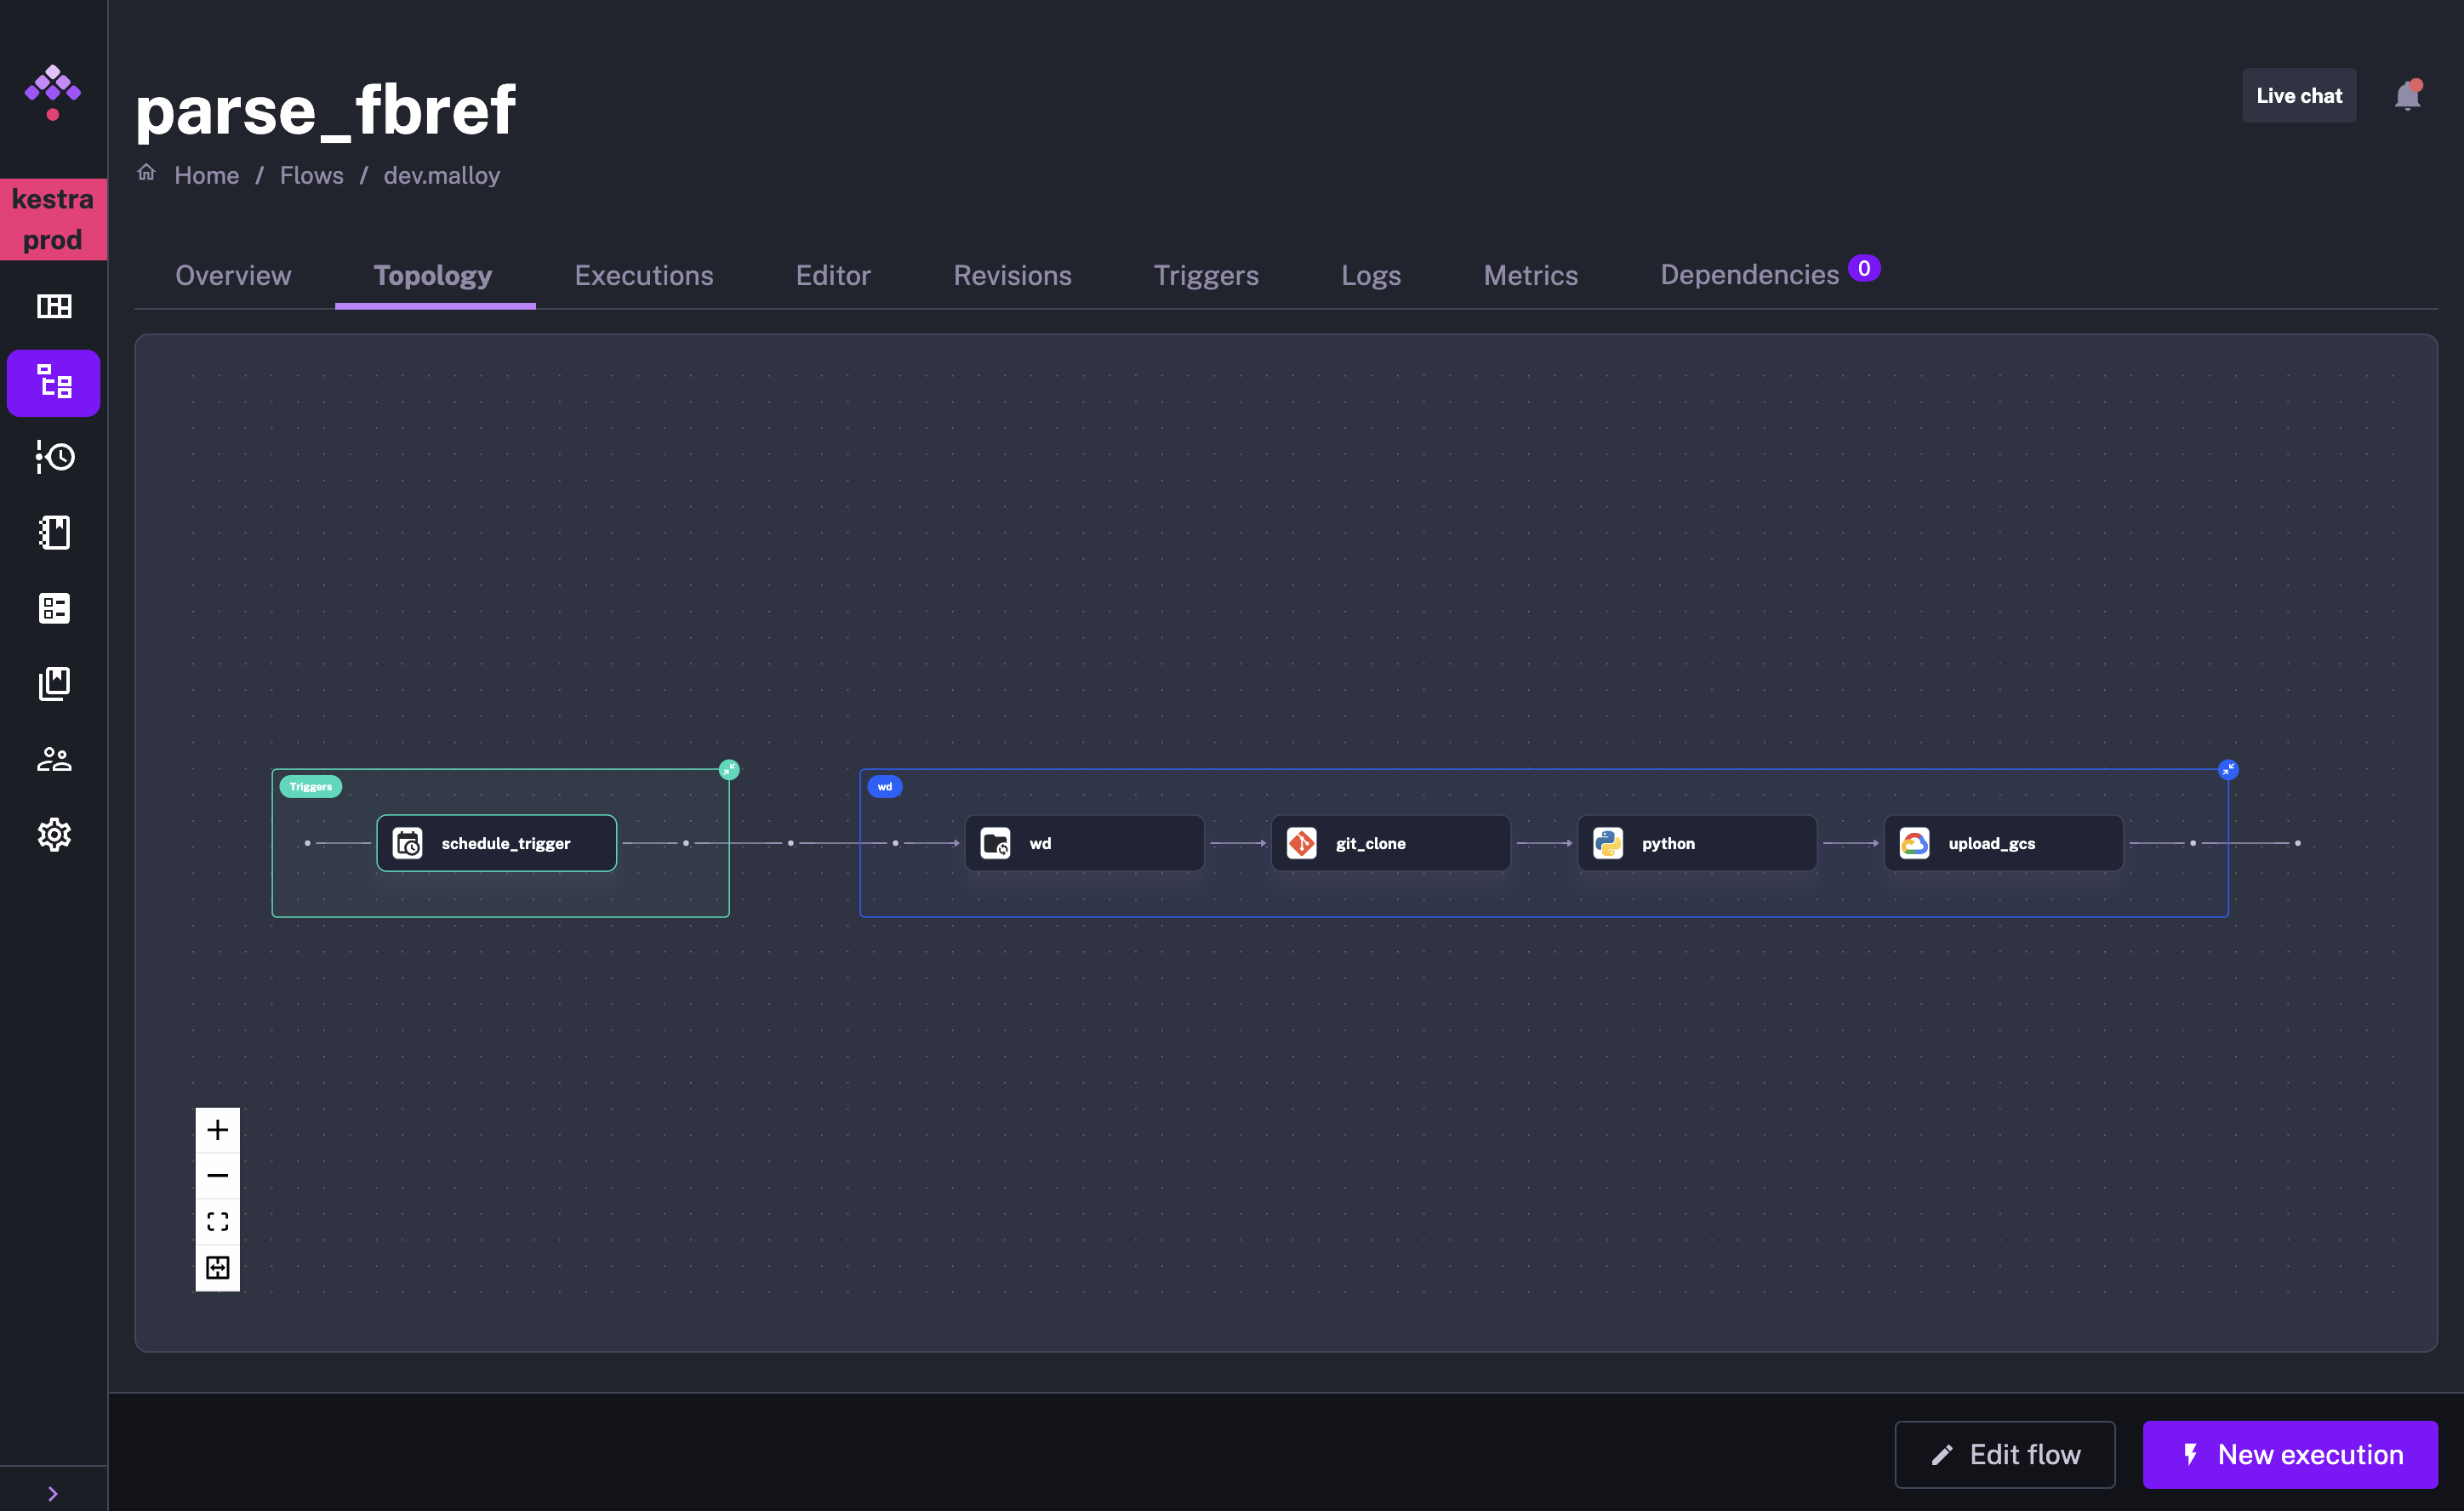 parse_fbref
Live chat
Home / Flows / dev.malloy
kestra
prod
Overview Topology Executions Editor Revisions Triggers Logs Metrics Dependencies 0
Triggers
wd
schedule_trigger
wd
git_clone
python
upload_gcs
Edit flow
New execution